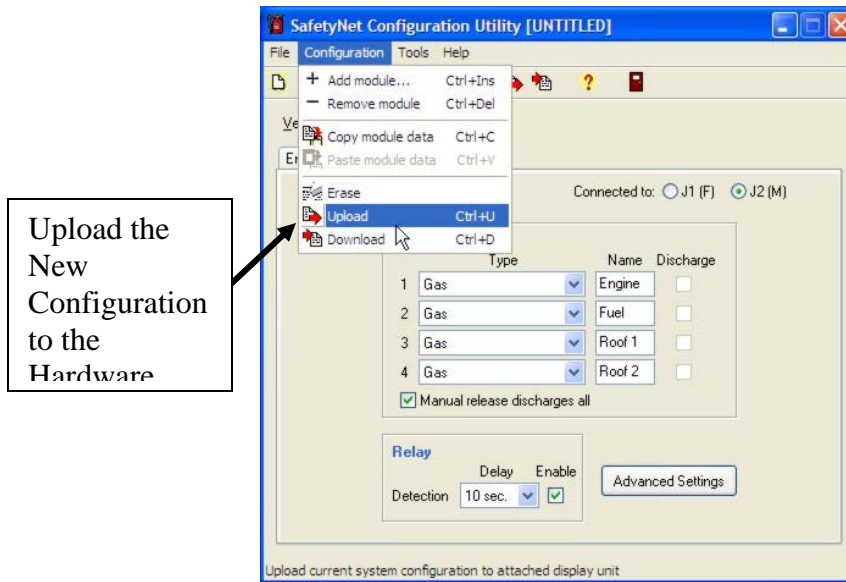 SafetyNet Configuration Utility [UNTITLED]
File Configuration Tools Help
+ Add module... Ctrl+Ins
− Remove module Ctrl+Del
Copy module data Ctrl+C
Paste module data Ctrl+V
Erase
Upload Ctrl+U
Download Ctrl+D
?
Connected to: J1 (F) J2 (M)
Type Name Discharge
1 Gas Engine
2 Gas Fuel
3 Gas Roof 1
4 Gas Roof 2
Manual release discharges all
Relay
Delay Enable
Detection 10 sec.
Advanced Settings
Upload current system configuration to attached display unit
Upload the
New
Configuration
to the
Hardware